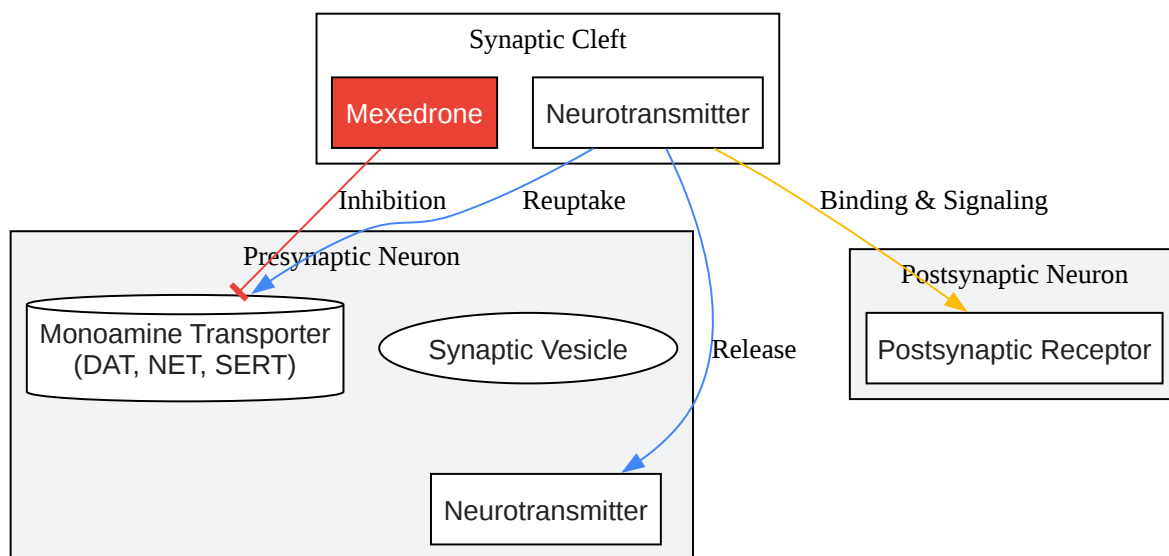 Synaptic Cleft
Mexedrone
Neurotransmitter
Inhibition
Reuptake
Binding & Signaling
Presynaptic Neuron
Postsynaptic Neuron
Monoamine Transporter
(DAT, NET, SERT)
Synaptic Vesicle
Release
Postsynaptic Receptor
Neurotransmitter